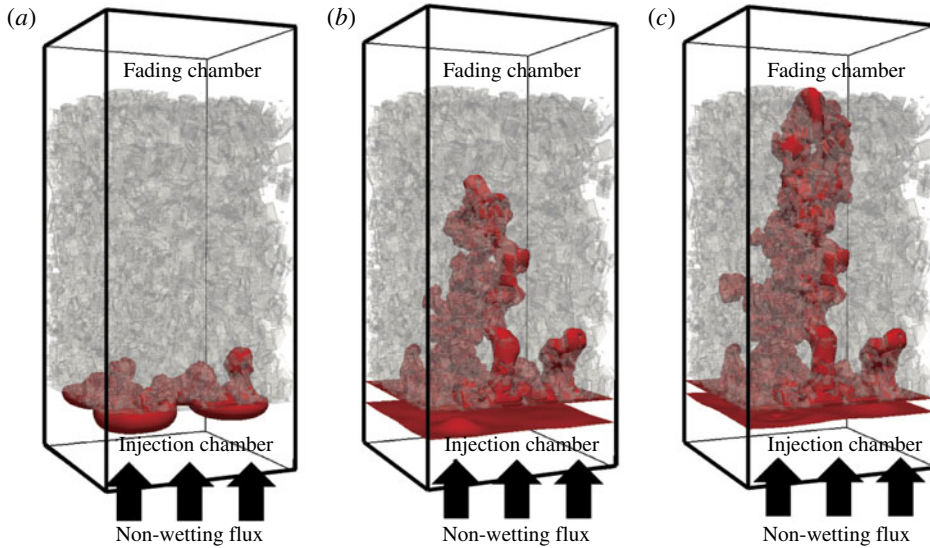 (a)
Fading chamber
Injection chamber
Non-wetting flux
(b)
Fading chamber
Injection chamber
Non-wetting flux
(c)
Fading chamber
Injection chamber
Non-wetting flux